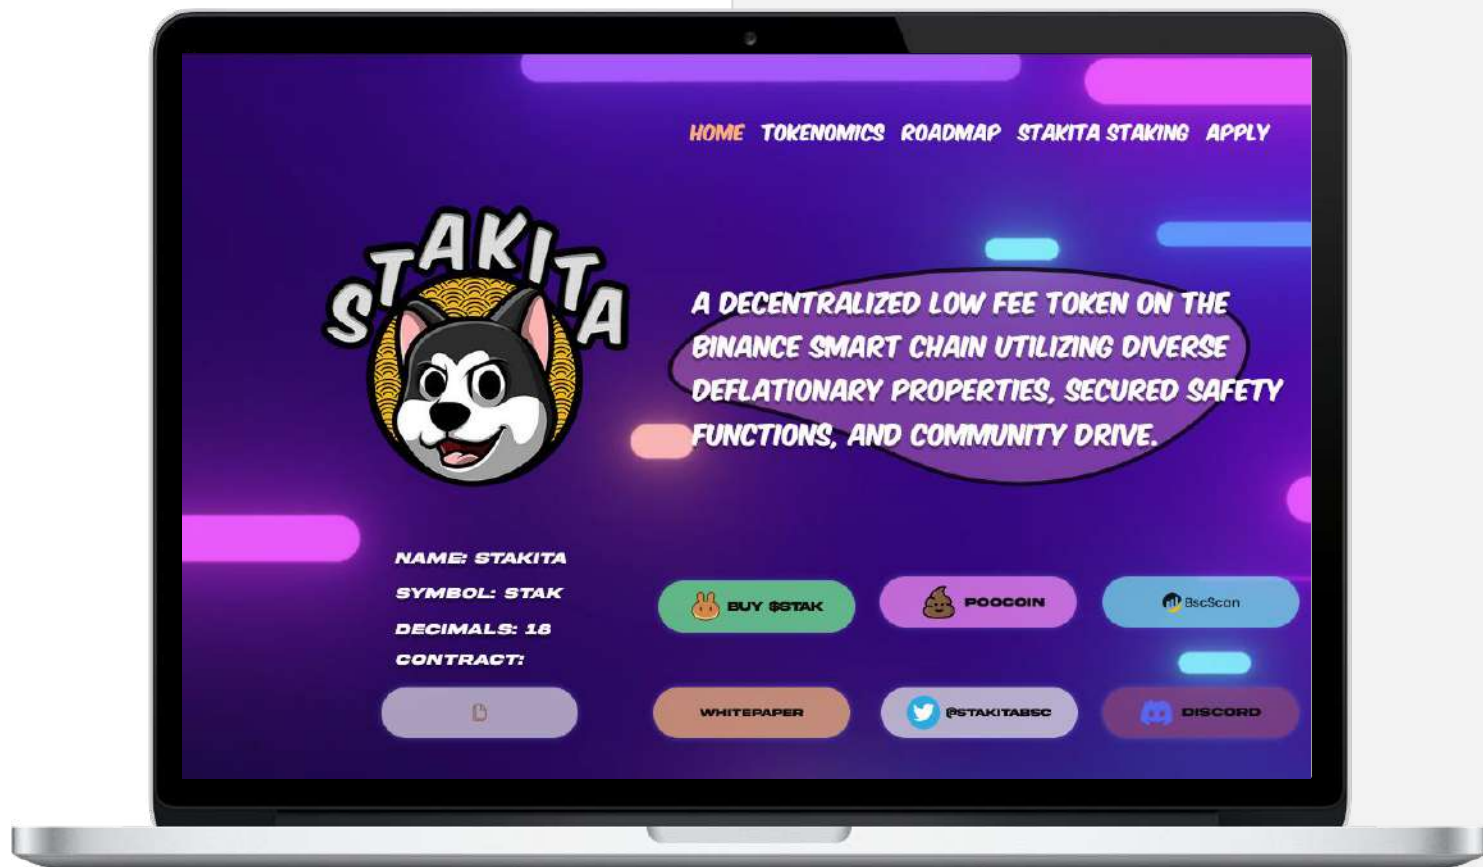 HOME TOKENOMICS ROADMAP STAKITA STAKING APPLY
STAKITA
A DECENTRALIZED LOW FEE TOKEN ON THE
BINANCE SMART CHAIN UTILIZING DIVERSE
DEFLATIONARY PROPERTIES, SECURED SAFETY
FUNCTIONS, AND COMMUNITY DRIVE.
NAME: STAKITA
SYMBOL: STAK
DECIMALS: 18
CONTRACT:
BUY $STAK
POOCOIN
BscScan
WHITEPAPER
@STAKITABSC
DISCORD